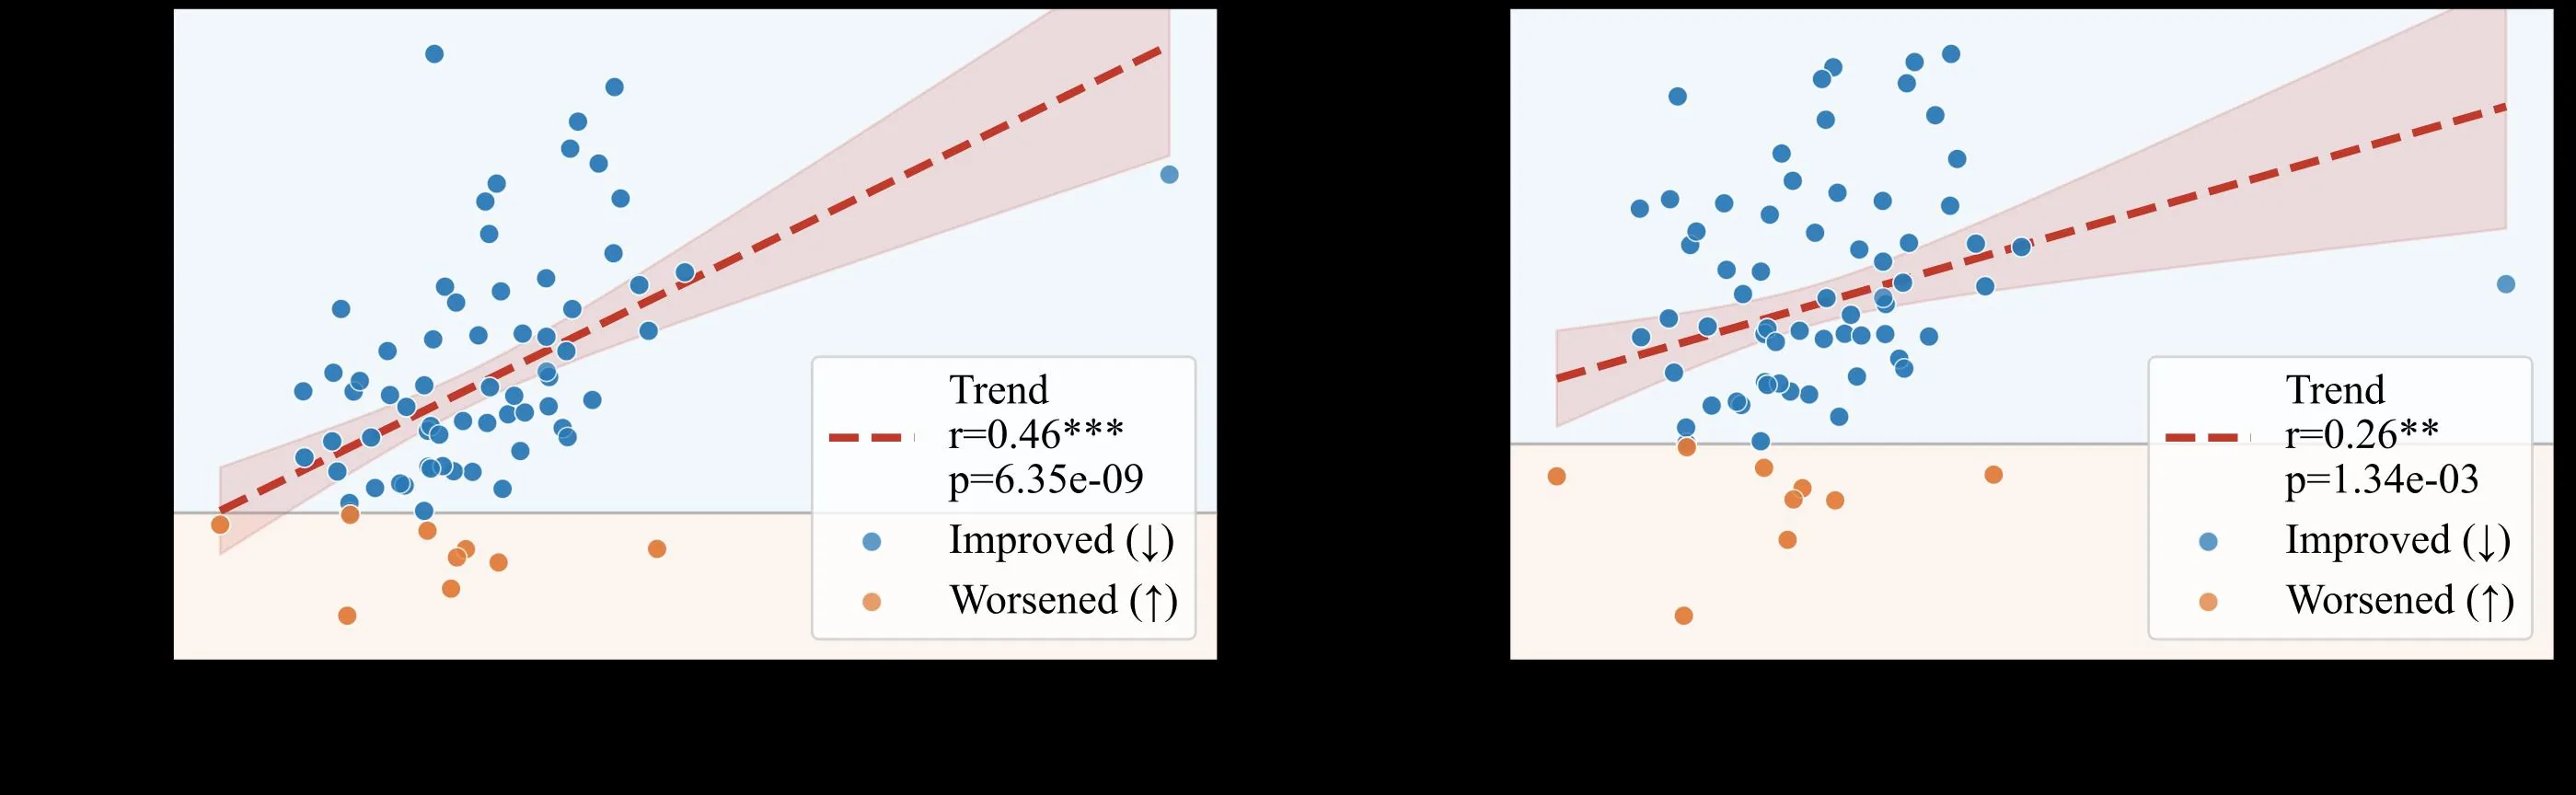 Trend
r=0.46***
p=6.35e-09
Improved (↓)
Worsened (↑)
Trend
r=0.26**
p=1.34e-03
Improved (↓)
Worsened (↑)